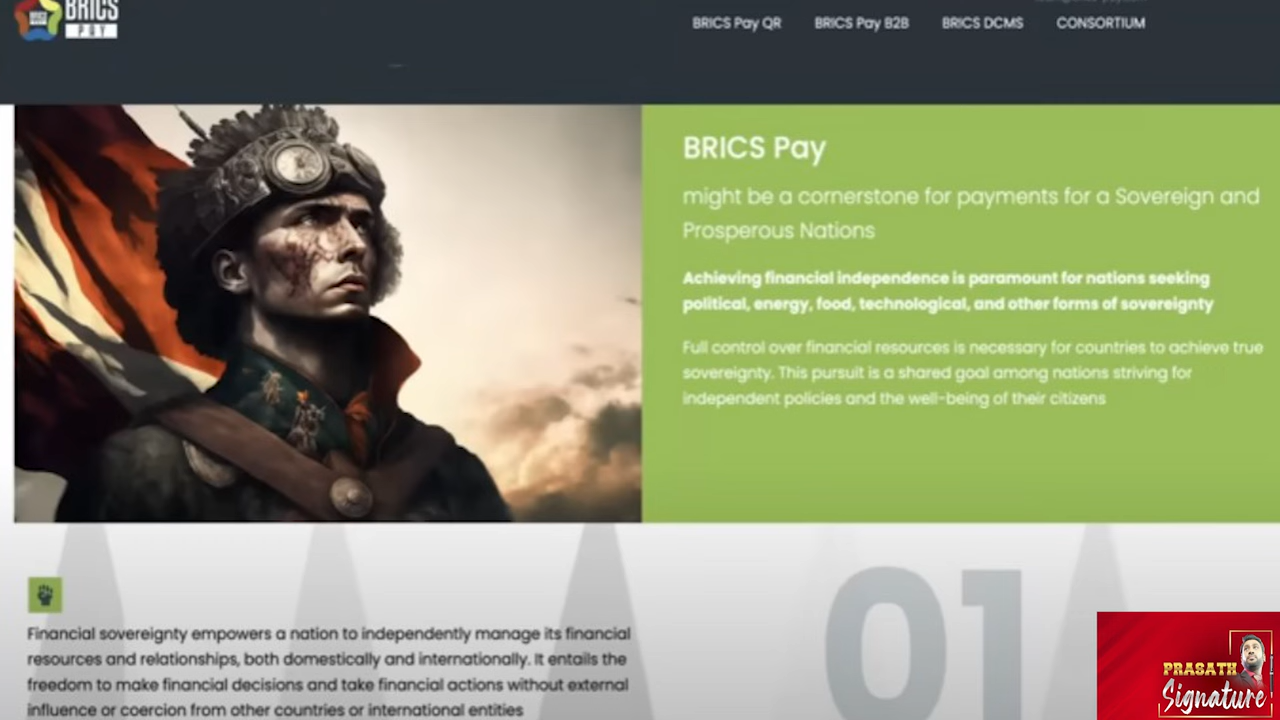 BRICS
PAY
BRICS Pay QR
BRICS Pay B2B
BRICS DCMS
CONSORTIUM
BRICS Pay
might be a cornerstone for payments for a Sovereign and
Prosperous Nations
Achieving financial independence is paramount for nations seeking
political, energy, food, technological, and other forms of sovereignty
Full control over financial resources is necessary for countries to achieve true
sovereignty. This pursuit is a shared goal among nations striving for
independent policies and the well-being of their citizens
Financial sovereignty empowers a nation to independently manage its financial
resources and relationships, both domestically and internationally. It entails the
freedom to make financial decisions and take financial actions without external
influence or coercion from other countries or international entities
01
PRASATH
Signature